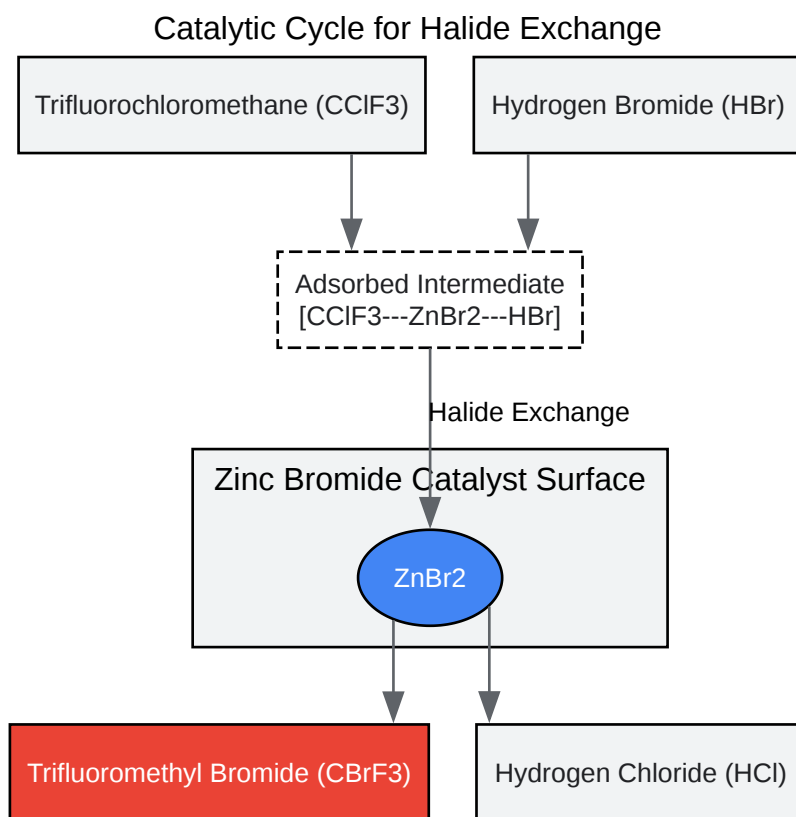 Catalytic Cycle for Halide Exchange
Trifluorochloromethane (CClF3)
Hydrogen Bromide (HBr)
Adsorbed Intermediate
[CClF3---ZnBr2---HBr]
Halide Exchange
Zinc Bromide Catalyst Surface
ZnBr2
Trifluoromethyl Bromide (CBrF3)
Hydrogen Chloride (HCl)